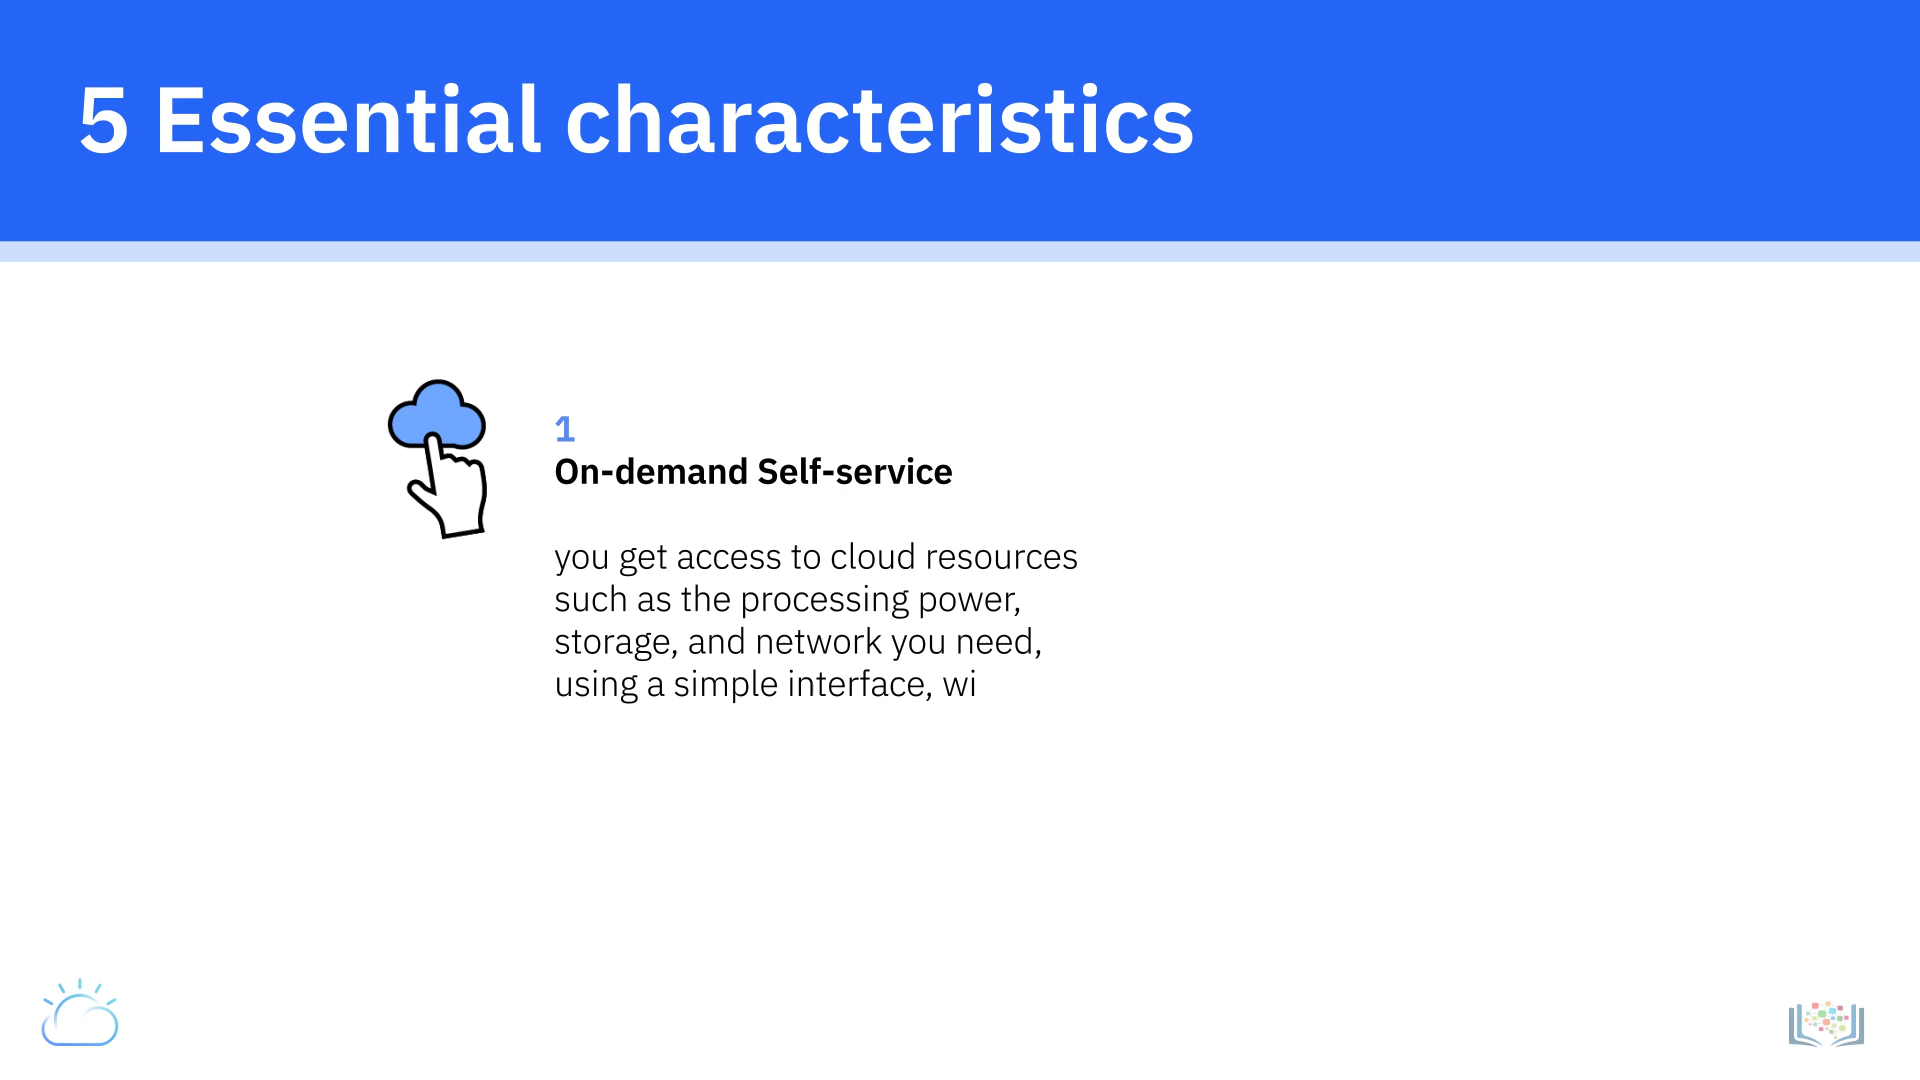 5 Essential characteristics
1
On-demand Self-service
you get access to cloud resources
such as the processing power,
storage, and network you need,
using a simple interface, wi